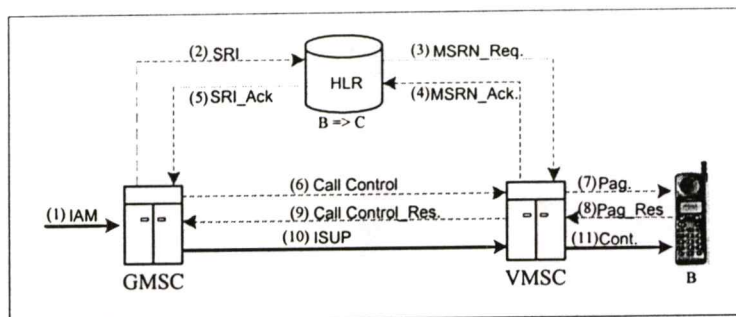 (2) SRI
(3) MSRN_Req.
HLR
(5) SRI_Ack
(4) MSRN_Ack.
B => C
(6) Call Control
(7) Pag.
(1) IAM
(9) Call Control_Res.
(8) Pag_Res
(10) ISUP
(11) Cont.
GMSC
VMSC
B